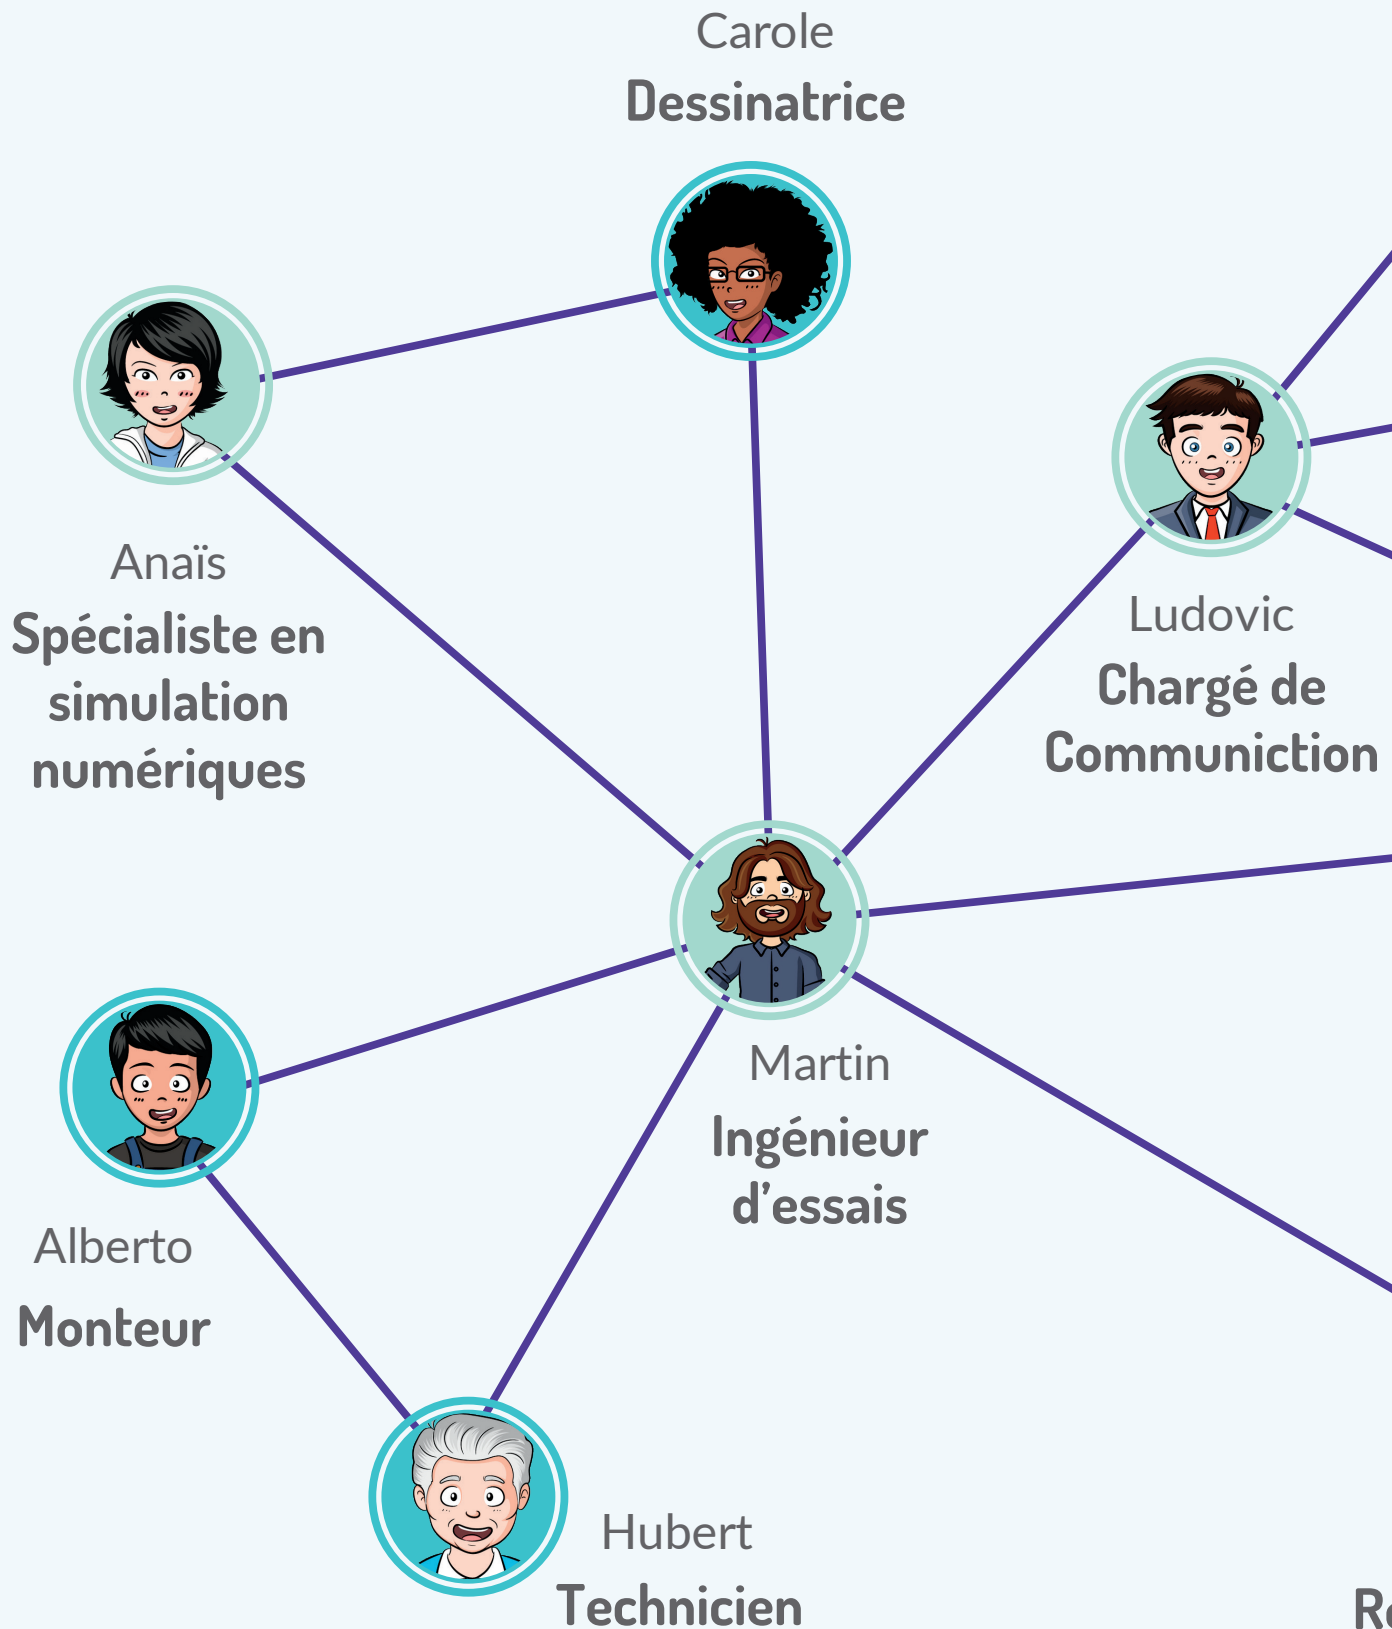 Carole
Dessinatrice
Anaïs
Spécialiste en
simulation
numériques
Ludovic
Chargé de
Communiction
Martin
Ingénieur
d'essais
Alberto
Monteur
Hubert
Technicien